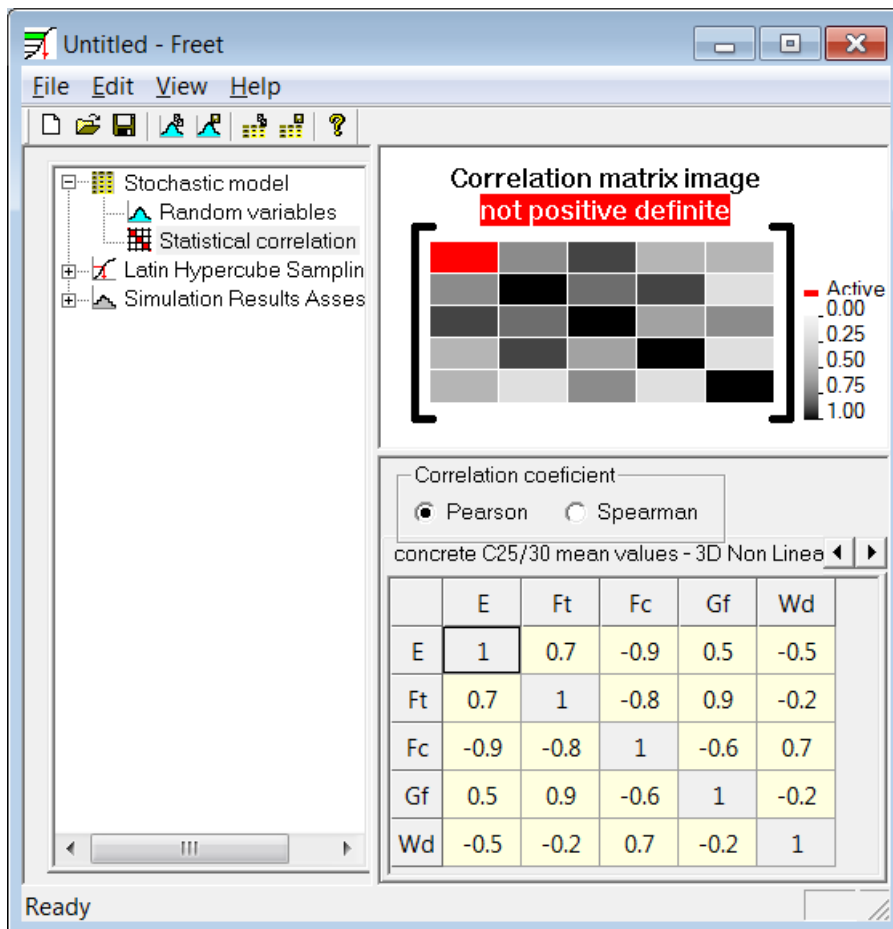 Untitled - Freet
File Edit View Help
Stochastic model
Random variables
Statistical correlation
Latin Hypercube Samplin
Simulation Results Asses
Correlation matrix image
not positive definite
Active
0.00
0.25
0.50
0.75
1.00
Correlation coeficient
Pearson Spearman
concrete C25/30 mean values - 3D Non Linea
E Ft Fc Gf Wd
E 1 0.7 -0.9 0.5 -0.5
Ft 0.7 1 -0.8 0.9 -0.2
Fc -0.9 -0.8 1 -0.6 0.7
Gf 0.5 0.9 -0.6 1 -0.2
Wd -0.5 -0.2 0.7 -0.2 1
Ready